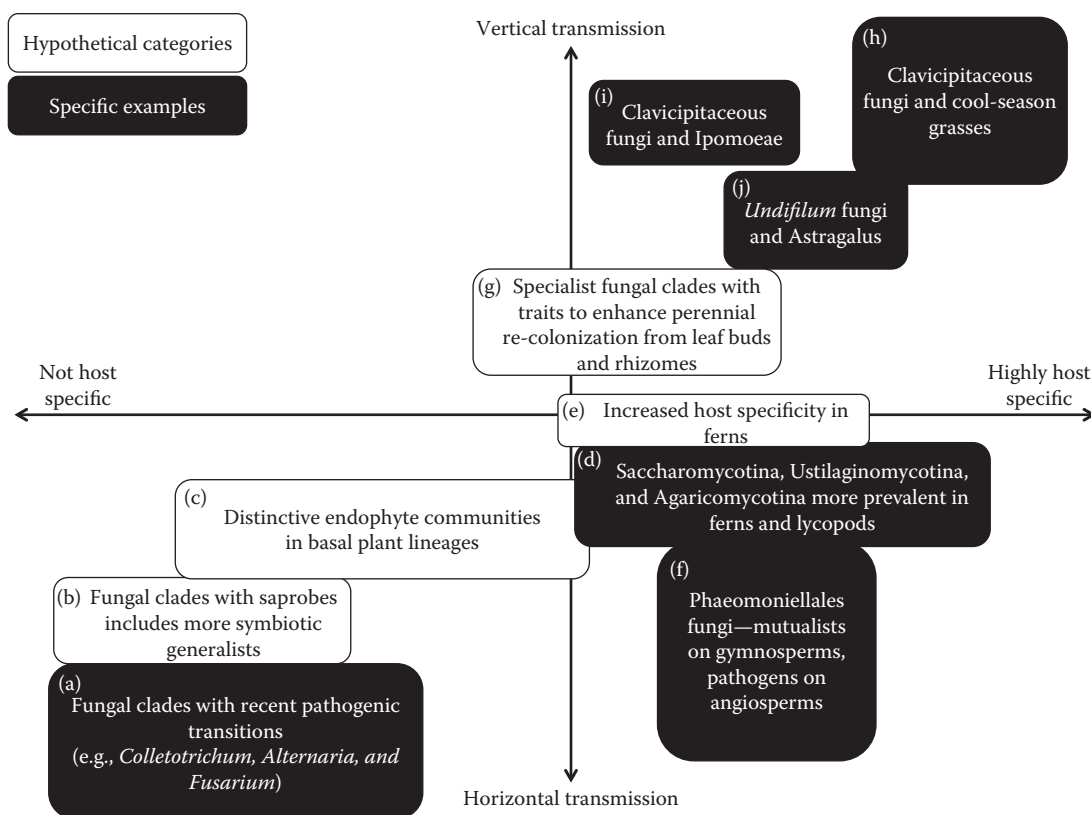 Hypothetical categories
Specific examples
Vertical transmission
(h)
Clavicipitaceous
fungi and cool-season
grasses
(i)
Clavicipitaceous
fungi and Ipomoeae
(j)
Undifilum fungi
and Astragalus
(g) Specialist fungal clades with
traits to enhance perennial
re-colonization from leaf buds
and rhizomes
Not host
specific
Highly host
specific
(e) Increased host specificity in
ferns
(d)
Saccharomycotina, Ustilaginomycotina,
and Agaricomycotina more prevalent in
ferns and lycopods
(c)
Distinctive endophyte communities
in basal plant lineages
(f)
Phaeomoniellales
fungi—mutualists
on gymnosperms,
pathogens on
angiosperms
(b) Fungal clades with saprobes
includes more symbiotic
generalists
(a)
Fungal clades with recent pathogenic
transitions
(e.g., Colletotrichum, Alternaria, and
Fusarium)
Horizontal transmission